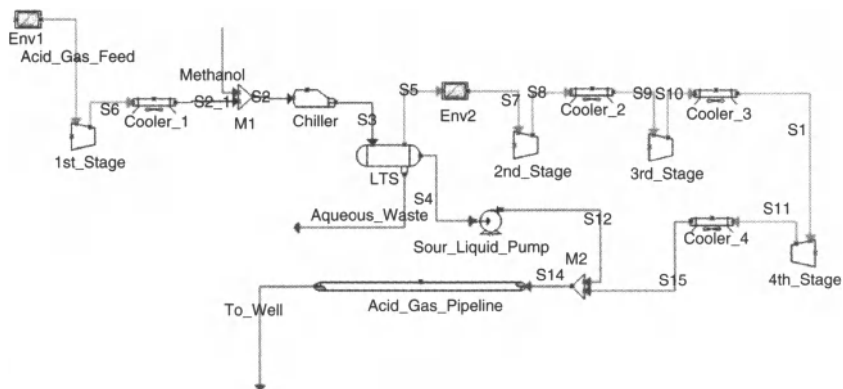 Env1
Acid_Gas_Feed
Methanol
S6
S2_1
S2
Cooler_1
M1
Chiller
1st_Stage
S3
S5
Env2
S7
S8
Cooler_2
S9
S10
Cooler_3
S1
LTS
2nd_Stage
3rd_Stage
S4
Aqueous_Waste
Sour_Liquid_Pump
S12
S11
Cooler_4
4th_Stage
M2
S14
S15
To_Well
Acid_Gas_Pipeline